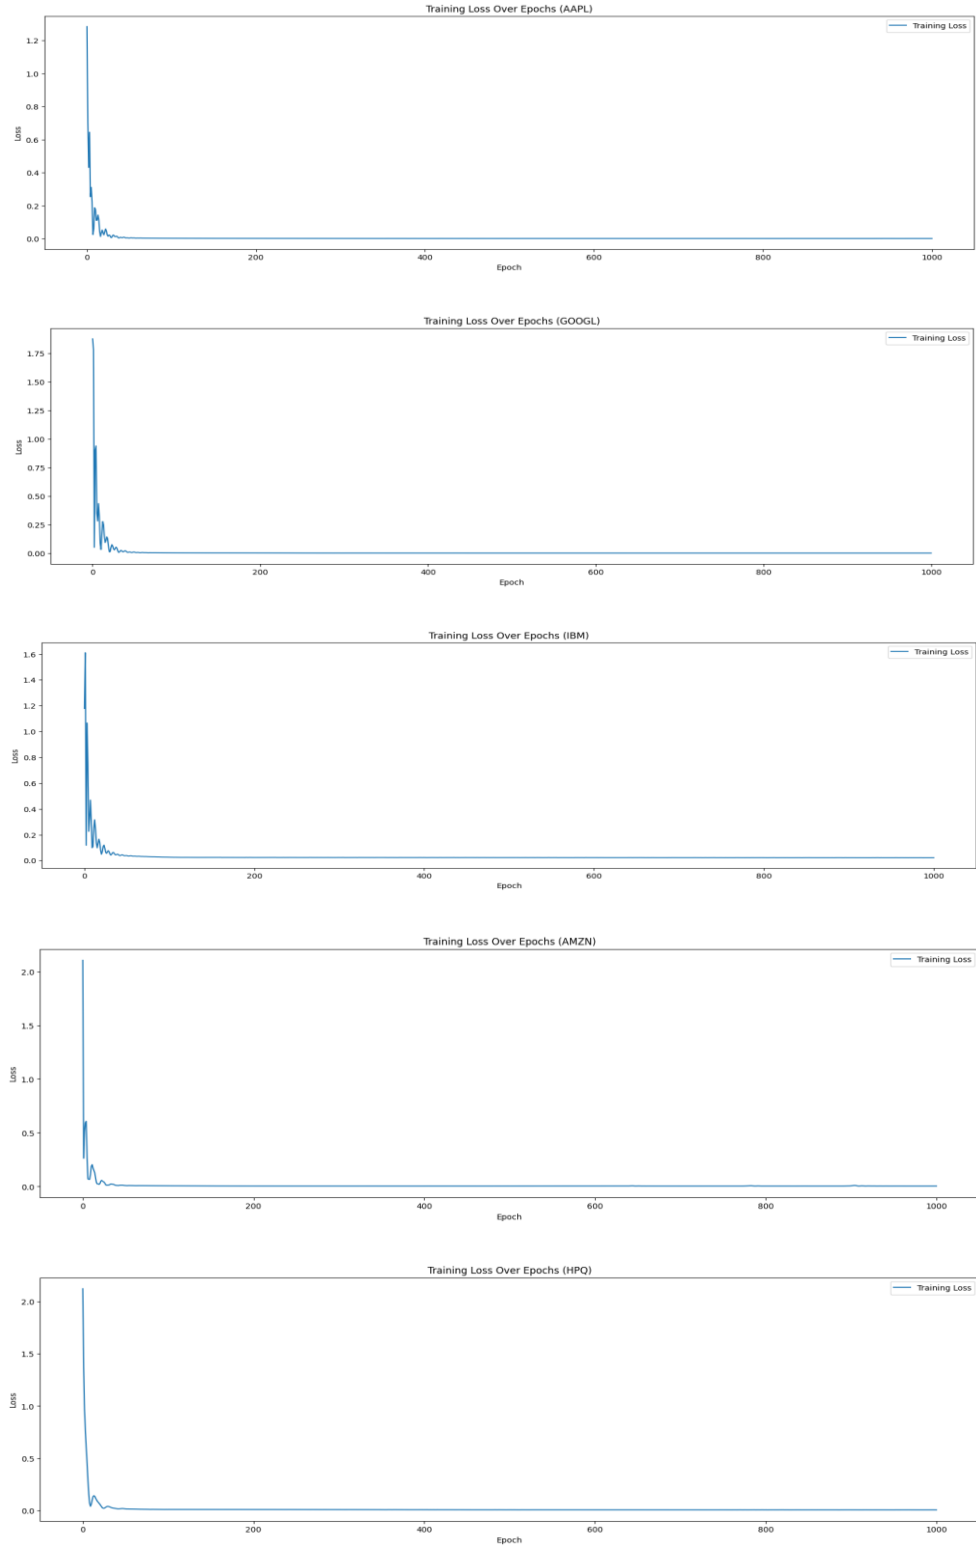 Training Loss Over Epochs (AAPL)
Training Loss
1.2
1.0
0.8
0.6
0.4
0.2
0.0
Loss
0 200 400 600 800 1000
Epoch
Training Loss Over Epochs (GOOGL)
Training Loss
1.75
1.50
1.25
1.00
0.75
0.50
0.25
0.00
Loss
0 200 400 600 800 1000
Epoch
Training Loss Over Epochs (IBM)
Training Loss
1.6
1.4
1.2
1.0
0.8
0.6
0.4
0.2
0.0
Loss
0 200 400 600 800 1000
Epoch
Training Loss Over Epochs (AMZN)
Training Loss
2.0
1.5
1.0
0.5
0.0
Loss
0 200 400 600 800 1000
Epoch
Training Loss Over Epochs (HPQ)
Training Loss
2.0
1.5
1.0
0.5
0.0
Loss
0 200 400 600 800 1000
Epoch